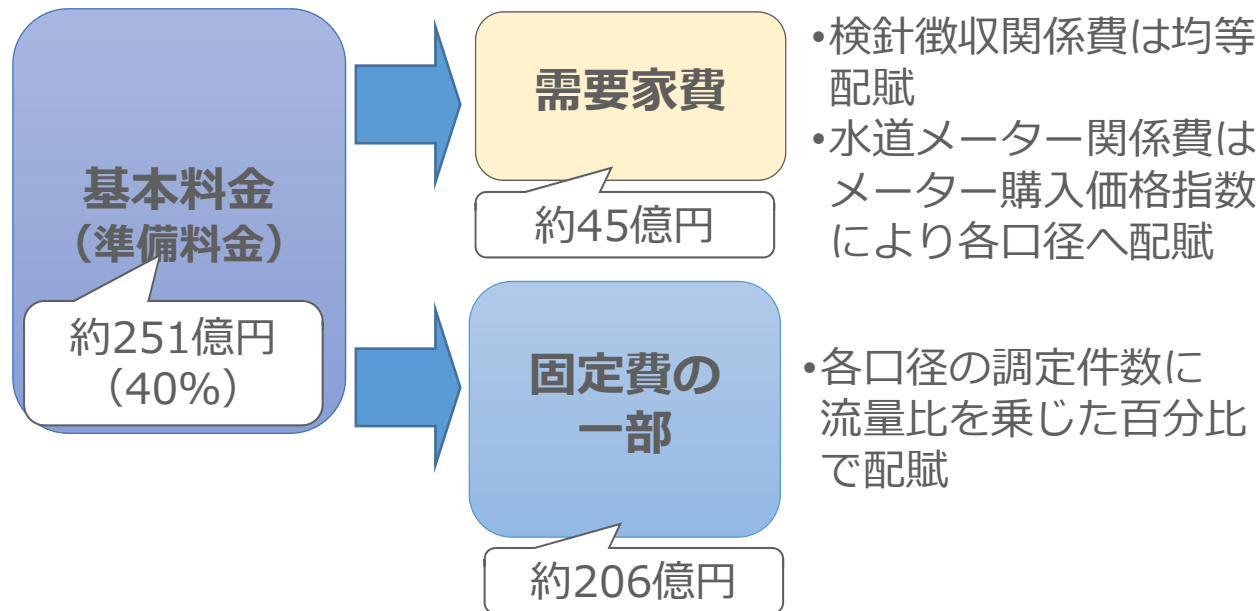 基本料金
（準備料金）
約251億円
（40%）
需要家費
約45億円
•検針徴収関係費は均等
配賦
•水道メーター関係費は
メーター購入価格指数
により各口径へ配賦
固定費の
一部
約206億円
•各口径の調定件数に
流量比を乗じた百分比
で配賦